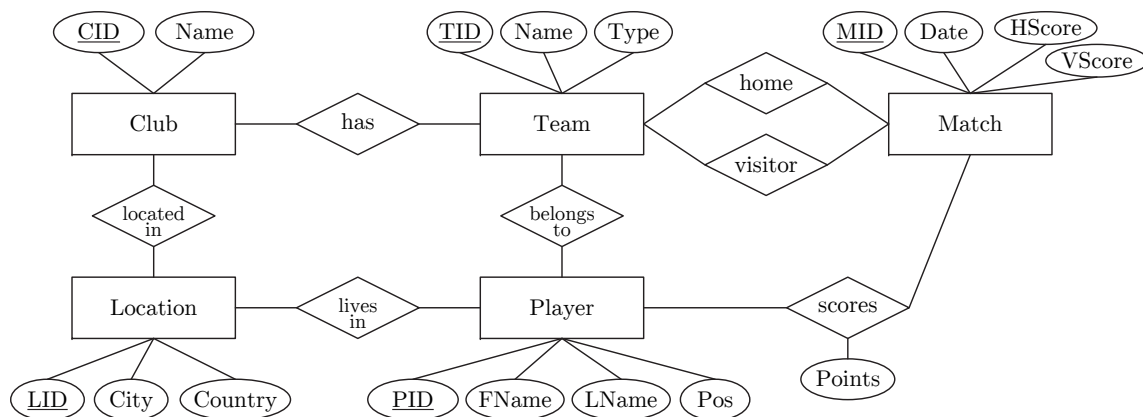 CID Name TID Name Type MID Date HScore VScore
Club has Team home visitor Match
located
in
belongs
to
Location lives
in
Player scores
LID City Country PID FName LName Pos Points